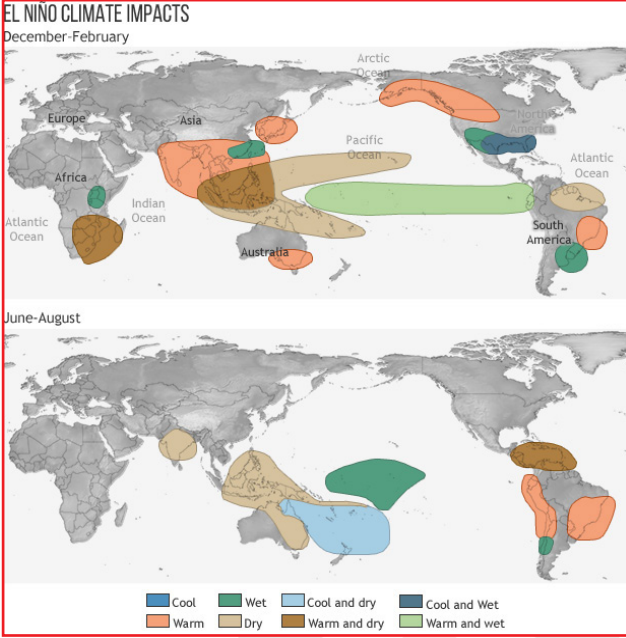 EL NIÑO CLIMATE IMPACTS
December-February
Arctic
Ocean
Europe
Asia
North
America
Pacific
Ocean
Atlantic
Ocean
Africa
Indian
Ocean
Atlantic
Ocean
South
America
Australia
June-August
Cool
Wet
Cool and dry
Cool and Wet
Warm
Dry
Warm and dry
Warm and wet